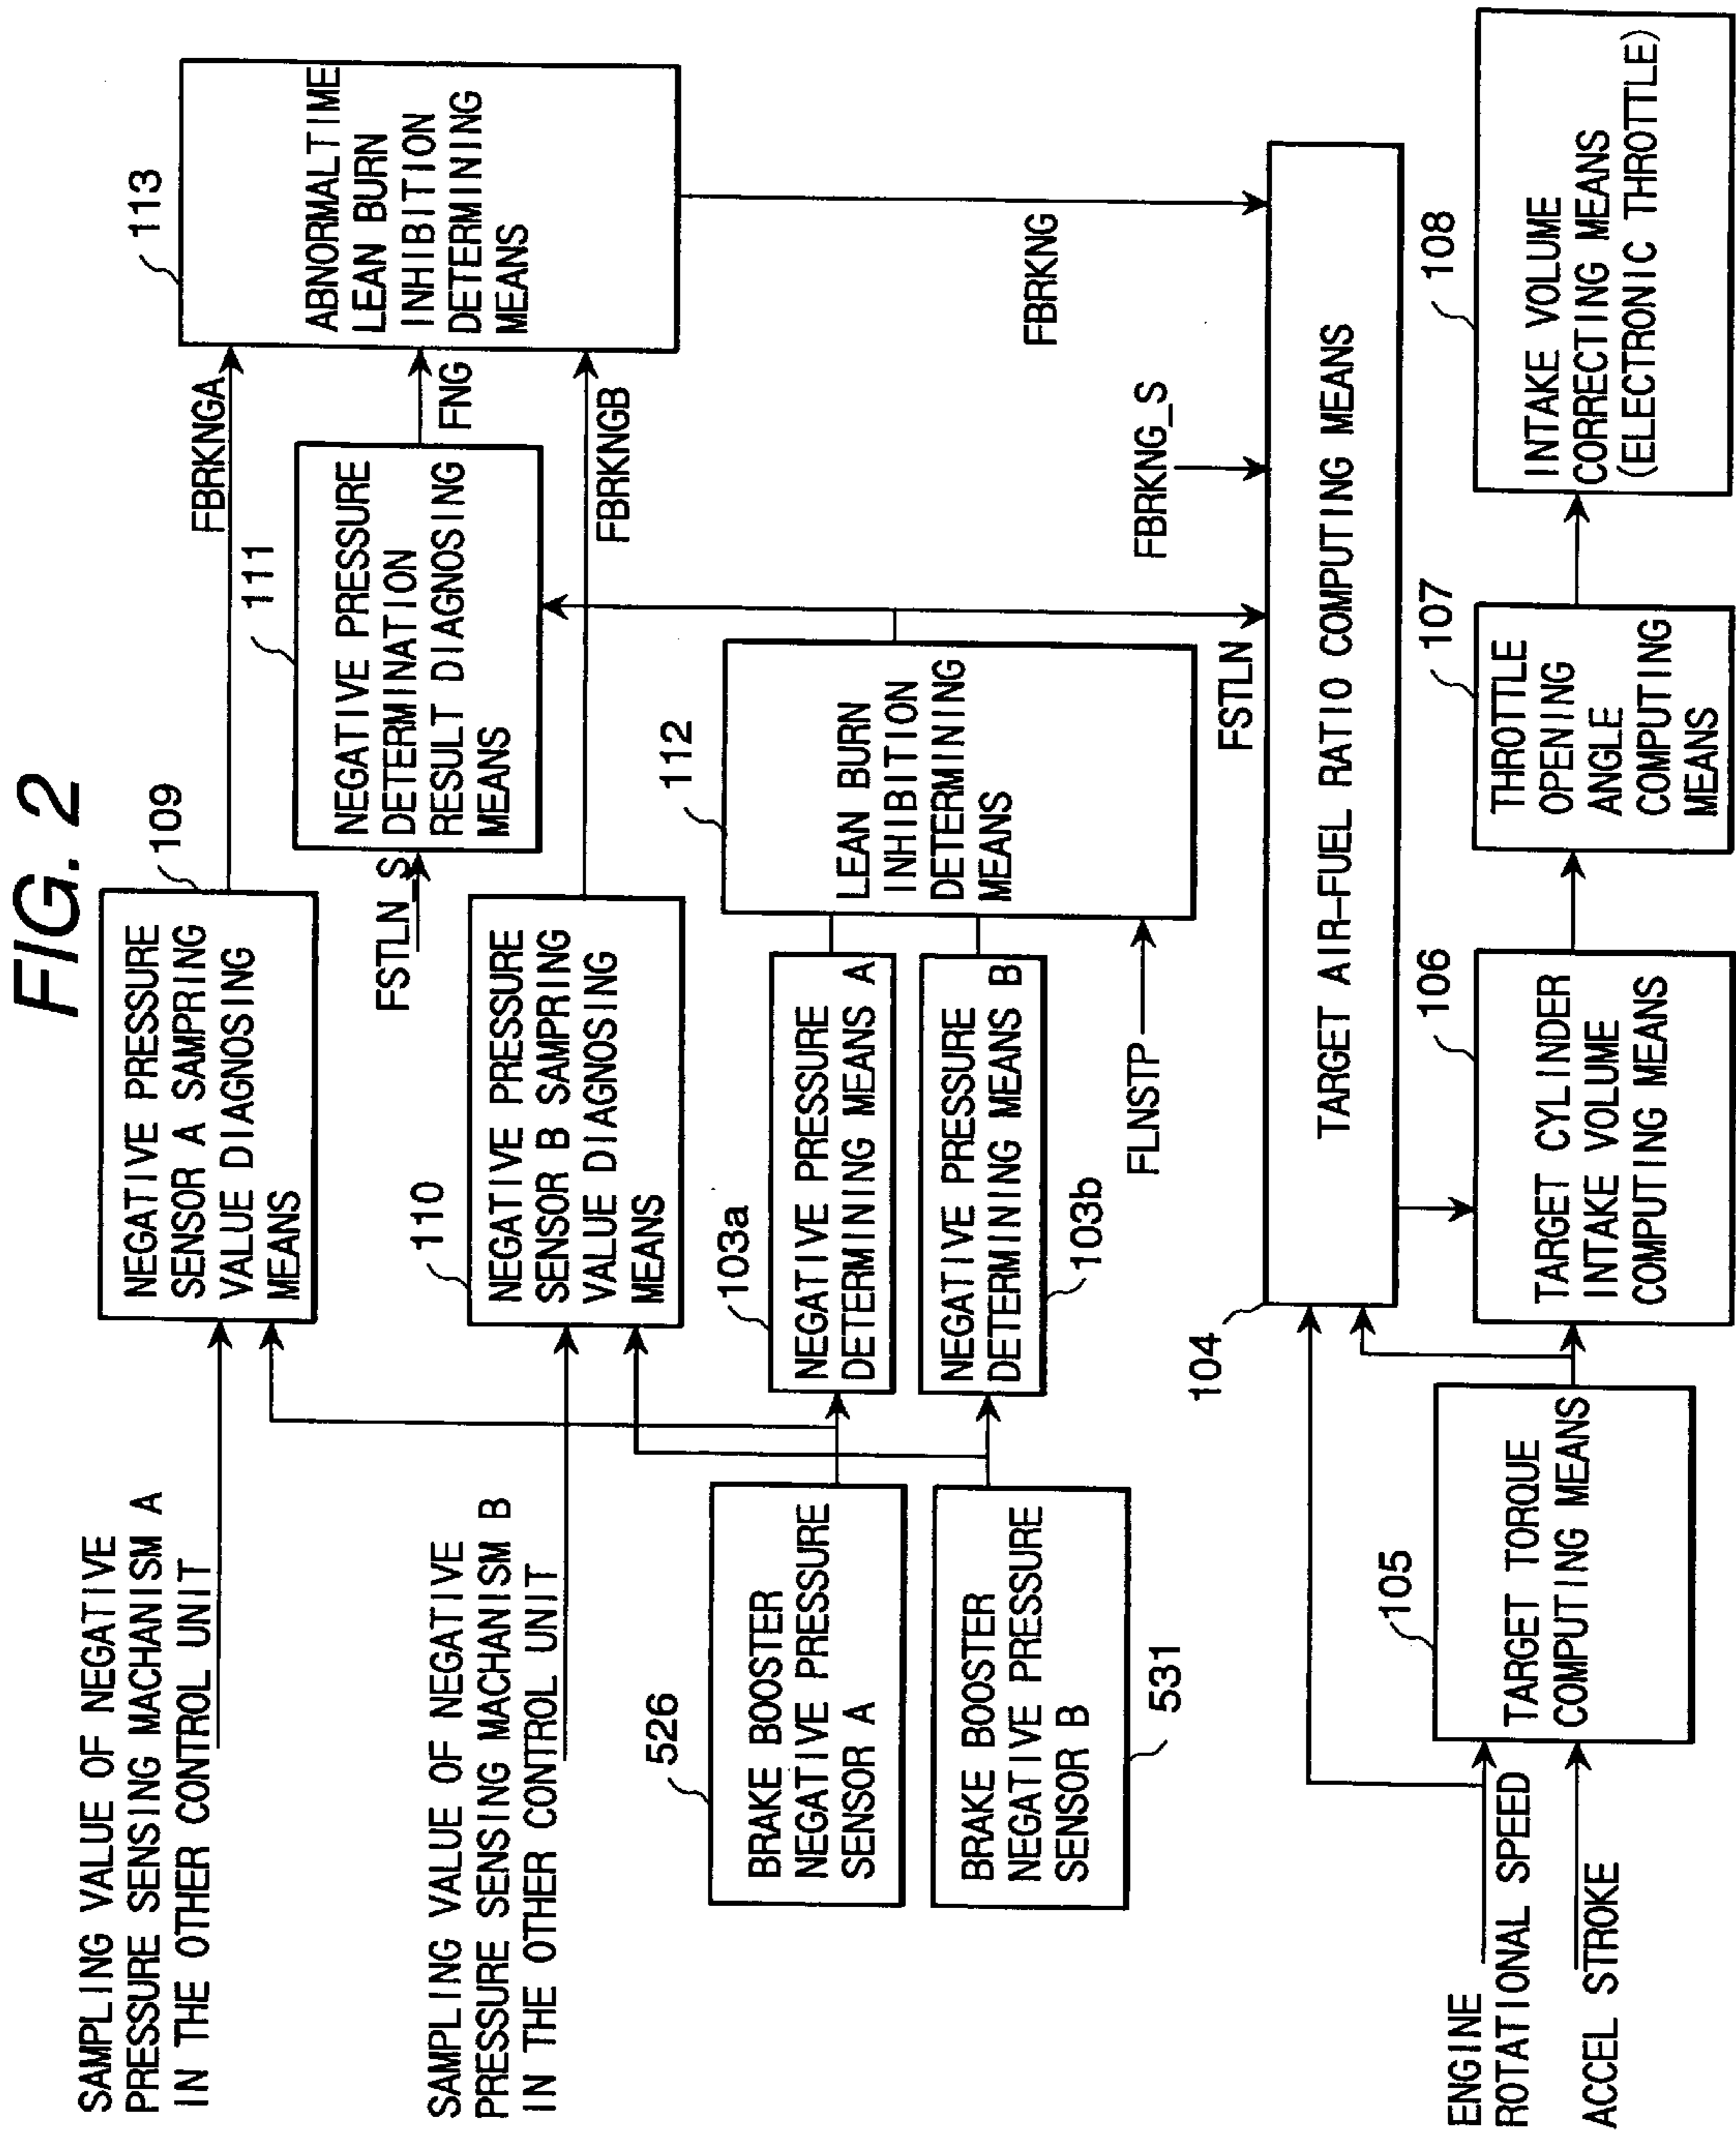 FIG. 2
SAMPLING VALUE OF NEGATIVE
PRESSURE SENSING MACHANISM A
IN THE OTHER CONTROL UNIT
109
NEGATIVE PRESSURE
SENSOR A SAMPRING
VALUE DIAGNOSING
MEANS
FBRKNGA
113
ABNORMALTIME
LEAN BURN
INHIBITION
DETERMINING
MEANS
111
NEGATIVE PRESSURE
DETERMINATION
RESULT DIAGNOSING
MEANS
FSTLN_S
FNG
SAMPLING VALUE OF NEGATIVE
PRESSURE SENSING MACHANISM B
IN THE OTHER CONTROL UNIT
110
NEGATIVE PRESSURE
SENSOR B SAMPRING
VALUE DIAGNOSING
MEANS
FBRKNGB
526
BRAKE BOOSTER
NEGATIVE PRESSURE
SENSOR A
103a
NEGATIVE PRESSURE
DETERMINING MEANS A
112
LEAN BURN
INHIBITION
DETERMINING
MEANS
BRAKE BOOSTER
NEGATIVE PRESSURE
SENSOR B
531
NEGATIVE PRESSURE
DETERMINING MEANS B
103b
FLNSTP
FSTLN
FBRKNG_S
FBRKNG
104
TARGET AIR-FUEL RATIO COMPUTING MEANS
ENGINE
ROTATIONAL SPEED
ACCEL STROKE
105
TARGET TORQUE
COMPUTING MEANS
106
TARGET CYLINDER
INTAKE VOLUME
COMPUTING MEANS
107
THROTTLE
OPENING
ANGLE
COMPUTING
MEANS
108
INTAKE VOLUME
CORRECTING MEANS
(ELECTRONIC THROTTLE)